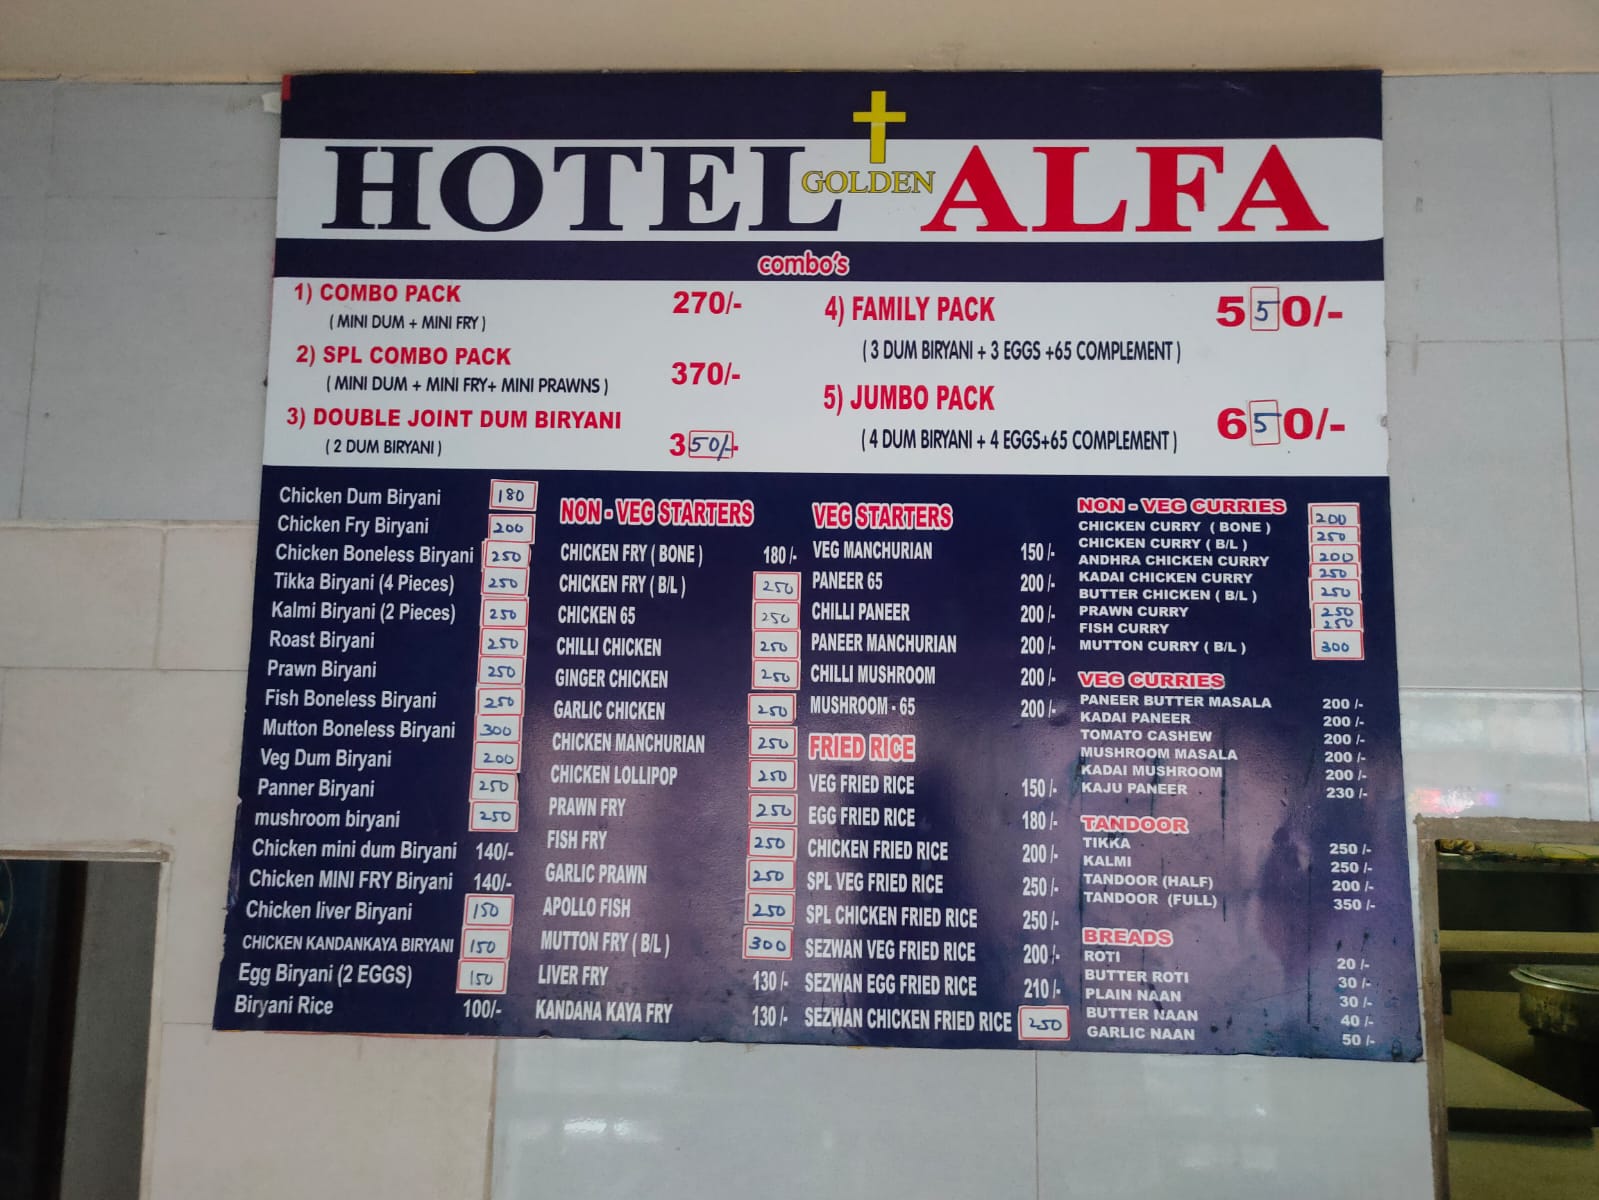 HOTEL GOLDEN ALFA
combo's
1) COMBO PACK 270/-
( MINI DUM + MINI FRY )
2) SPL COMBO PACK 370/-
( MINI DUM + MINI FRY+ MINI PRAWNS )
3) DOUBLE JOINT DUM BIRYANI 350/-
( 2 DUM BIRYANI )
4) FAMILY PACK 550/-
( 3 DUM BIRYANI + 3 EGGS +65 COMPLEMENT )
5) JUMBO PACK 650/-
( 4 DUM BIRYANI + 4 EGGS+65 COMPLEMENT )
Chicken Dum Biryani 180
Chicken Fry Biryani 200
Chicken Boneless Biryani 250
Tikka Biryani (4 Pieces) 250
Kalmi Biryani (2 Pieces) 250
Roast Biryani 250
Prawn Biryani 250
Fish Boneless Biryani 250
Mutton Boneless Biryani 300
Veg Dum Biryani 200
Panner Biryani 250
mushroom biryani 250
Chicken mini dum Biryani 140/-
Chicken MINI FRY Biryani 140/-
Chicken liver Biryani 150
CHICKEN KANDANKAYA BIRYANI 150
Egg Biryani (2 EGGS) 150
Biryani Rice 100/-
NON - VEG STARTERS
CHICKEN FRY ( BONE ) 180 /-
CHICKEN FRY ( B/L ) 250
CHICKEN 65 250
CHILLI CHICKEN 250
GINGER CHICKEN 250
GARLIC CHICKEN 250
CHICKEN MANCHURIAN 250
CHICKEN LOLLIPOP 250
PRAWN FRY 250
FISH FRY 250
GARLIC PRAWN 250
APOLLO FISH 250
MUTTON FRY ( B/L ) 300
LIVER FRY 130 /-
KANDANA KAYA FRY 130 /-
VEG STARTERS
VEG MANCHURIAN 150 /-
PANEER 65 200 /-
CHILLI PANEER 200 /-
PANEER MANCHURIAN 200 /-
CHILLI MUSHROOM 200 /-
MUSHROOM - 65 200 /-
FRIED RICE
VEG FRIED RICE 150 /-
EGG FRIED RICE 180 /-
CHICKEN FRIED RICE 200 /-
SPL VEG FRIED RICE 250 /-
SPL CHICKEN FRIED RICE 250 /-
SEZWAN VEG FRIED RICE 200 /-
SEZWAN EGG FRIED RICE 210 /-
SEZWAN CHICKEN FRIED RICE 250
NON - VEG CURRIES
CHICKEN CURRY ( BONE ) 200
CHICKEN CURRY ( B/L ) 250
ANDHRA CHICKEN CURRY 200
KADAI CHICKEN CURRY 250
BUTTER CHICKEN ( B/L ) 250
PRAWN CURRY 250
FISH CURRY 250
MUTTON CURRY ( B/L ) 300
VEG CURRIES
PANEER BUTTER MASALA 200 /-
KADAI PANEER 200 /-
TOMATO CASHEW 200 /-
MUSHROOM MASALA 200 /-
KADAI MUSHROOM 200 /-
KAJU PANEER 230 /-
TANDOOR
TIKKA 250 /-
KALMI 250 /-
TANDOOR (HALF) 200 /-
TANDOOR (FULL) 350 /-
BREADS
ROTI 20 /-
BUTTER ROTI 30 /-
PLAIN NAAN 30 /-
BUTTER NAAN 40 /-
GARLIC NAAN 50 /-